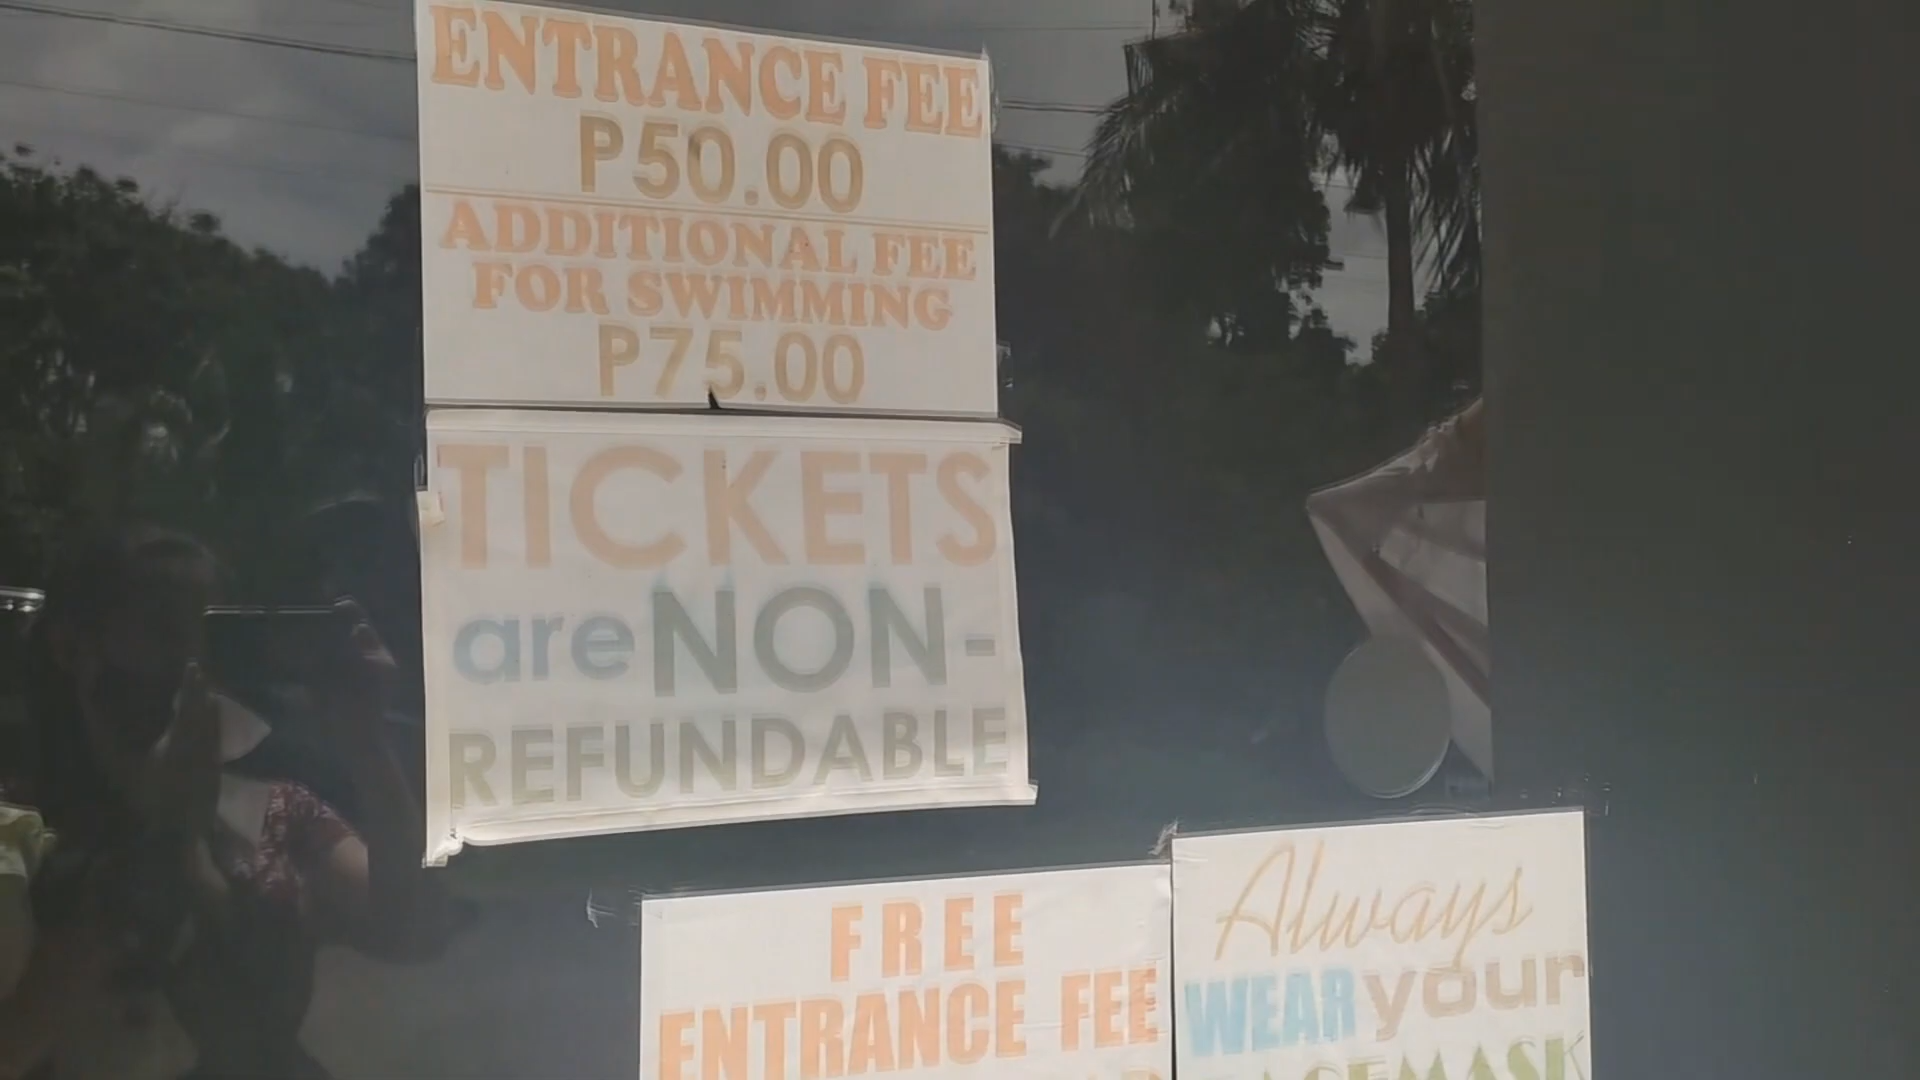 ENTRANCE FEE
P50.00
ADDITIONAL FEE
FOR SWIMMING
P75.00
TICKETS
are NON-
REFUNDABLE
FREE
ENTRANCE FEE
Always
WEAR your
FACEMASK